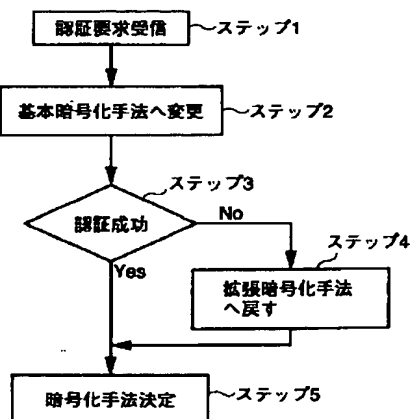 認証要求受信
ステップ1
基本暗号化手法へ変更
ステップ2
ステップ3
認証成功
No
Yes
ステップ4
拡張暗号化手法
へ戻す
暗号化手法決定
ステップ5